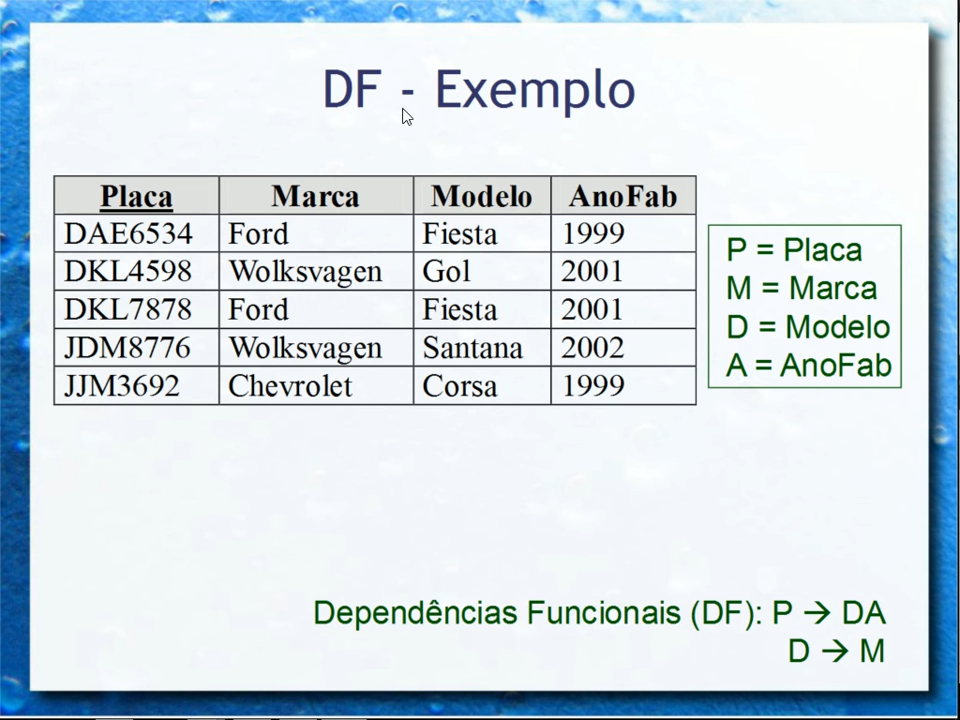 DF - Exemplo
Placa Marca Modelo AnoFab
DAE6534 Ford Fiesta 1999
DKL4598 Wolksvagen Gol 2001
DKL7878 Ford Fiesta 2001
JDM8776 Wolksvagen Santana 2002
JJM3692 Chevrolet Corsa 1999
P = Placa
M = Marca
D = Modelo
A = AnoFab
Dependências Funcionais (DF): P → DA
D → M